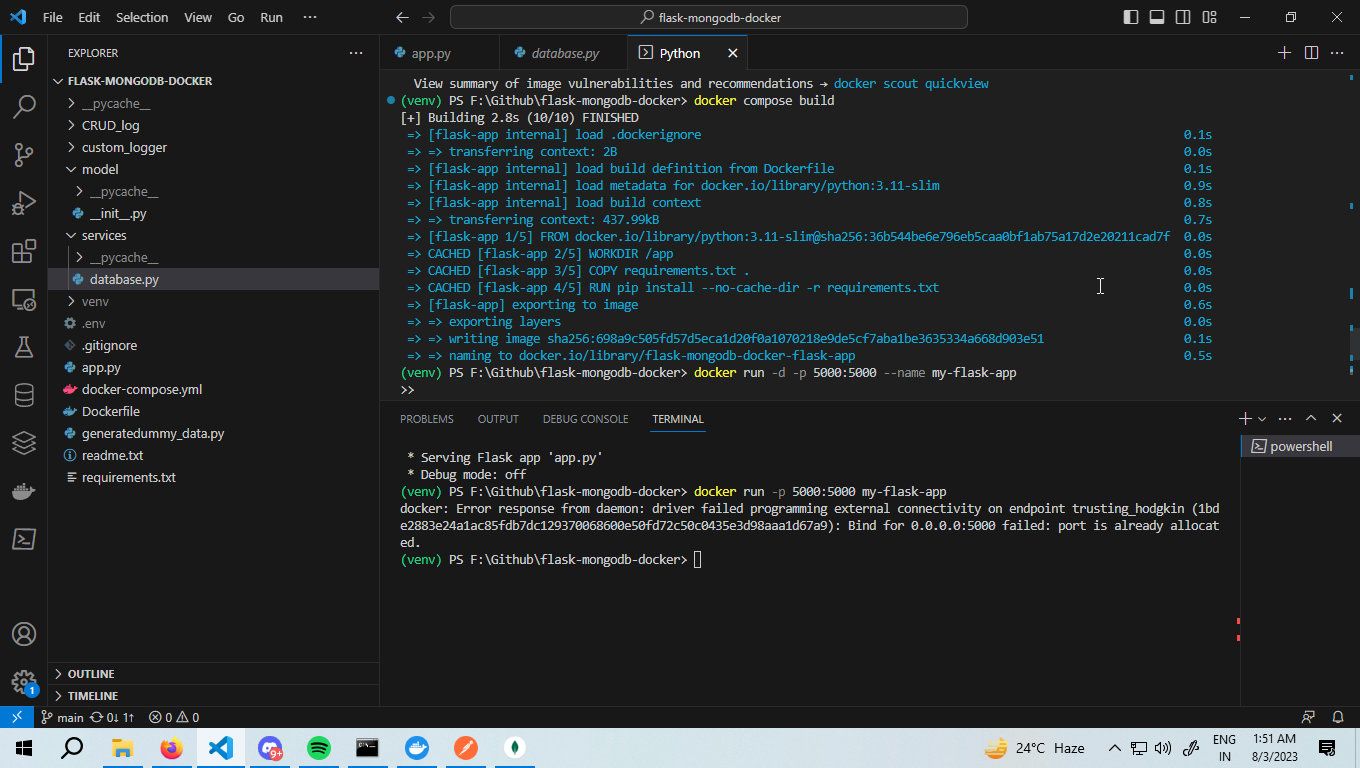 File Edit Selection View Go Run ···
flask-mongodb-docker
EXPLORER
FLASK-MONGODB-DOCKER
__pycache__
CRUD_log
custom_logger
model
__pycache__
__init__.py
services
__pycache__
database.py
venv
.env
.gitignore
app.py
docker-compose.yml
Dockerfile
generatedummy_data.py
readme.txt
requirements.txt
OUTLINE
TIMELINE
app.py database.py Python
View summary of image vulnerabilities and recommendations → docker scout quickview
(venv) PS F:\Github\flask-mongodb-docker> docker compose build
[+] Building 2.8s (10/10) FINISHED
=> [flask-app internal] load .dockerignore 0.1s
=> => transferring context: 2B 0.0s
=> [flask-app internal] load build definition from Dockerfile 0.1s
=> [flask-app internal] load metadata for docker.io/library/python:3.11-slim 0.9s
=> [flask-app internal] load build context 0.8s
=> => transferring context: 437.99kB 0.7s
=> [flask-app 1/5] FROM docker.io/library/python:3.11-slim@sha256:36b544be6e796eb5caa0bf1ab75a17d2e20211cad7f 0.0s
=> CACHED [flask-app 2/5] WORKDIR /app 0.0s
=> CACHED [flask-app 3/5] COPY requirements.txt . 0.0s
=> CACHED [flask-app 4/5] RUN pip install --no-cache-dir -r requirements.txt 0.0s
=> [flask-app] exporting to image 0.6s
=> => exporting layers 0.0s
=> => writing image sha256:698a9c505fd57d5eca1d20f0a1070218e9de5cf7aba1be3635334a668d903e51 0.1s
=> => naming to docker.io/library/flask-mongodb-docker-flask-app 0.5s
(venv) PS F:\Github\flask-mongodb-docker> docker run -d -p 5000:5000 --name my-flask-app
>>
PROBLEMS OUTPUT DEBUG CONSOLE TERMINAL
powershell
* Serving Flask app 'app.py'
* Debug mode: off
(venv) PS F:\Github\flask-mongodb-docker> docker run -p 5000:5000 my-flask-app
docker: Error response from daemon: driver failed programming external connectivity on endpoint trusting_hodgkin (1bd
e2883e24a1ac85fdb7dc129370068600e50fd72c50c0435e3d98aaa1d67a9): Bind for 0.0.0.0:5000 failed: port is already allocat
ed.
(venv) PS F:\Github\flask-mongodb-docker>
1
main 0↓ 1↑ 0 0
9+
24°C Haze
ENG
IN
1:51 AM
8/3/2023